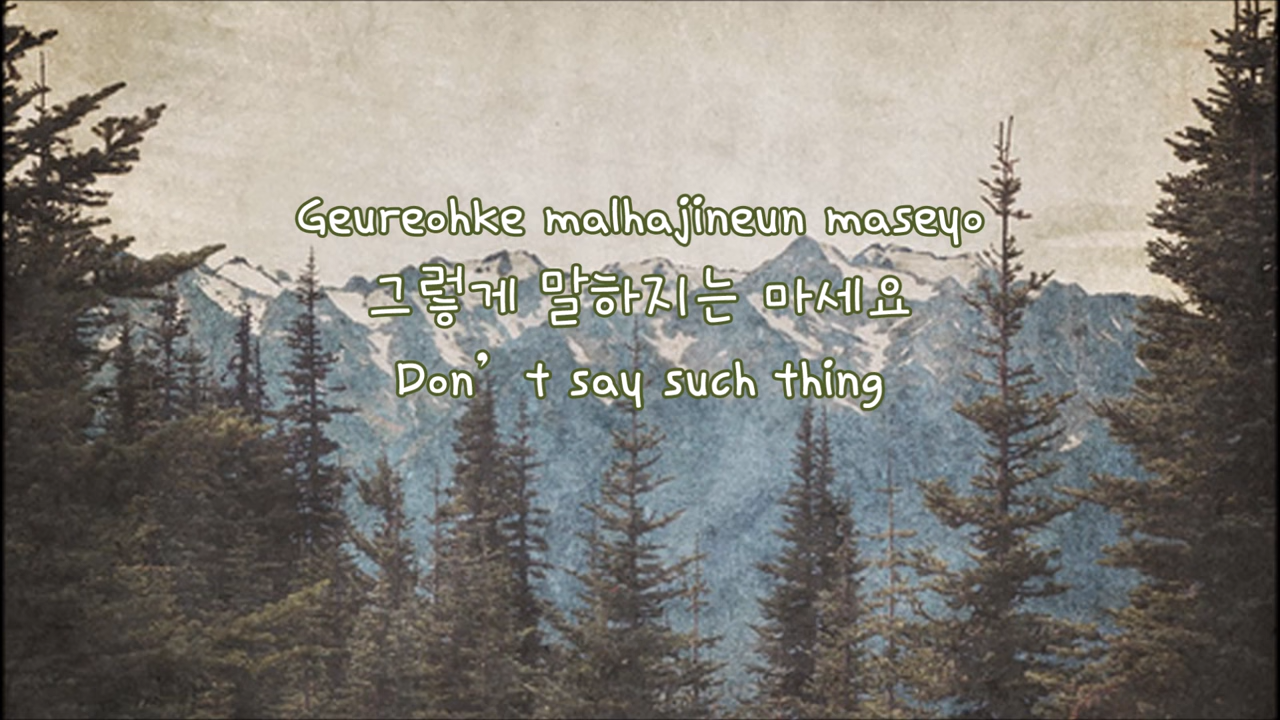 Geureohke malhajineun maseyo
그렇게 말하지는 마세요
Don’t say such thing